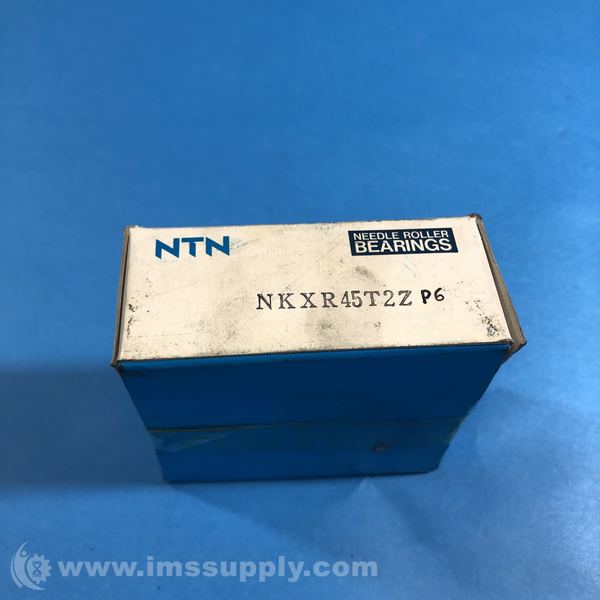 NTN
NEEDLE ROLLER
BEARINGS
NKXR45T2Z P6
www.imssupply.com